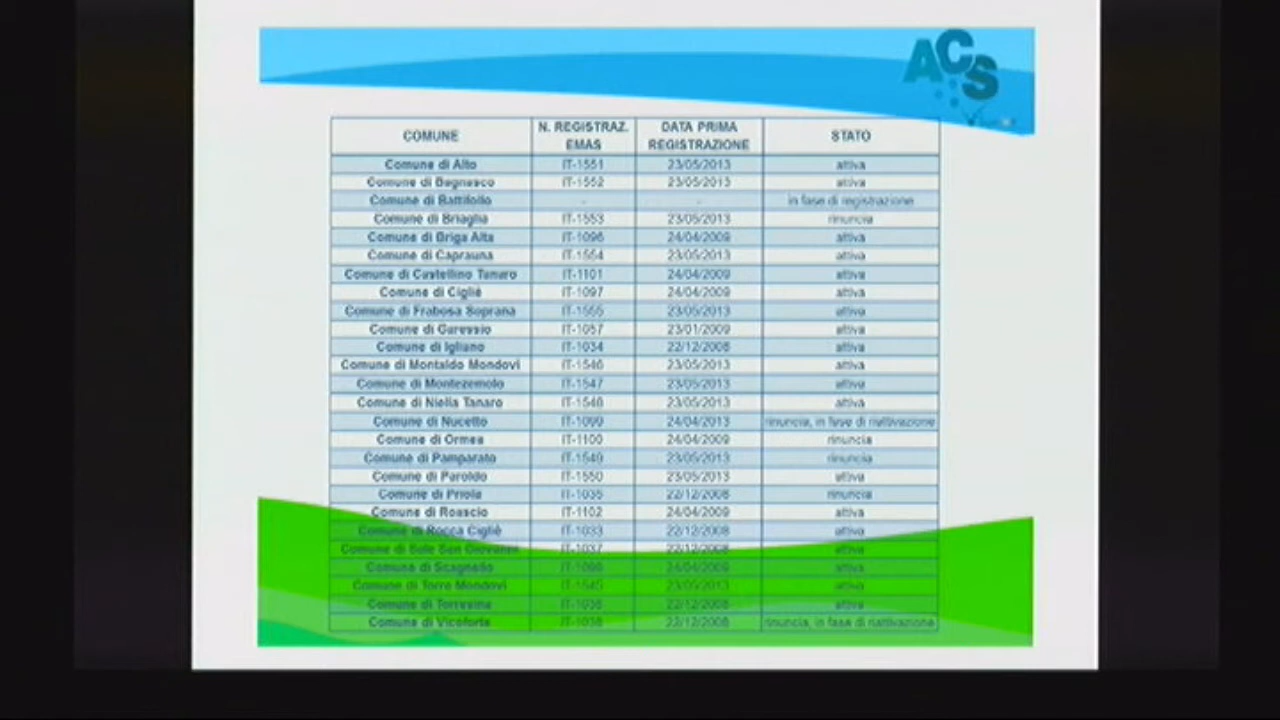 ACS
COMUNE N. REGISTRAZ. EMAS DATA PRIMA REGISTRAZIONE STATO
Comune di Alto IT-1551 23/05/2013 attiva
Comune di Bagnasco IT-1552 23/05/2013 attiva
Comune di Battifollo - - in fase di registrazione
Comune di Briaglia IT-1553 23/05/2013 rinuncia
Comune di Briga Alta IT-1096 24/04/2009 attiva
Comune di Caprauna IT-1554 23/05/2013 attiva
Comune di Castellino Tanaro IT-1101 24/04/2009 attiva
Comune di Cigliè IT-1097 24/04/2009 attiva
Comune di Frabosa Soprana IT-1555 23/05/2013 attiva
Comune di Garessio IT-1057 23/01/2009 attiva
Comune di Igliano IT-1034 22/12/2008 attiva
Comune di Montaldo Mondovì IT-1546 23/05/2013 attiva
Comune di Montezemolo IT-1547 23/05/2013 attiva
Comune di Niella Tanaro IT-1548 23/05/2013 attiva
Comune di Nucetto IT-1099 24/04/2013 rinuncia, in fase di riattivazione
Comune di Ormea IT-1100 24/04/2009 rinuncia
Comune di Pamparato IT-1549 23/05/2013 rinuncia
Comune di Paroldo IT-1550 23/05/2013 attiva
Comune di Priola IT-1035 22/12/2008 rinuncia
Comune di Roascio IT-1102 24/04/2009 attiva
Comune di Rocca Cigliè IT-1033 22/12/2008 attiva
Comune di Sale San Giovanni IT-1037 22/12/2008 attiva
Comune di Scagnello IT-1098 24/04/2009 attiva
Comune di Torre Mondovì IT-1545 23/05/2013 attiva
Comune di Torresina 22/12/2008 attiva
Comune di Vicoforte 22/12/2008 rinuncia, in fase di riattivazione